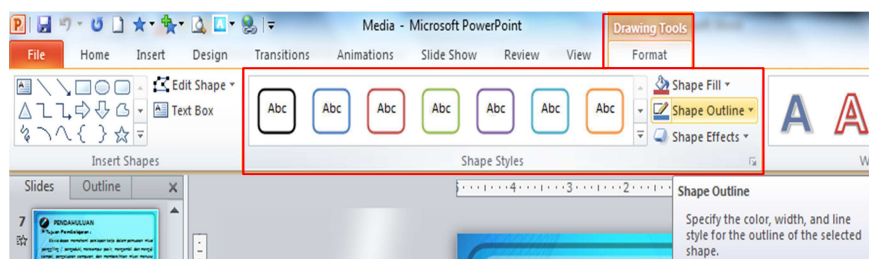 Media - Microsoft PowerPoint
Drawing Tools
File Home Insert Design Transitions Animations Slide Show Review View Format
Edit Shape
Text Box
Insert Shapes
Abc Abc Abc Abc Abc Abc Abc
Shape Styles
Shape Fill
Shape Outline
Shape Effects
A A
W
Slides Outline x
4 3 2
7
PENDAHULUAN
Shape Outline
Specify the color, width, and line
style for the outline of the selected
shape.